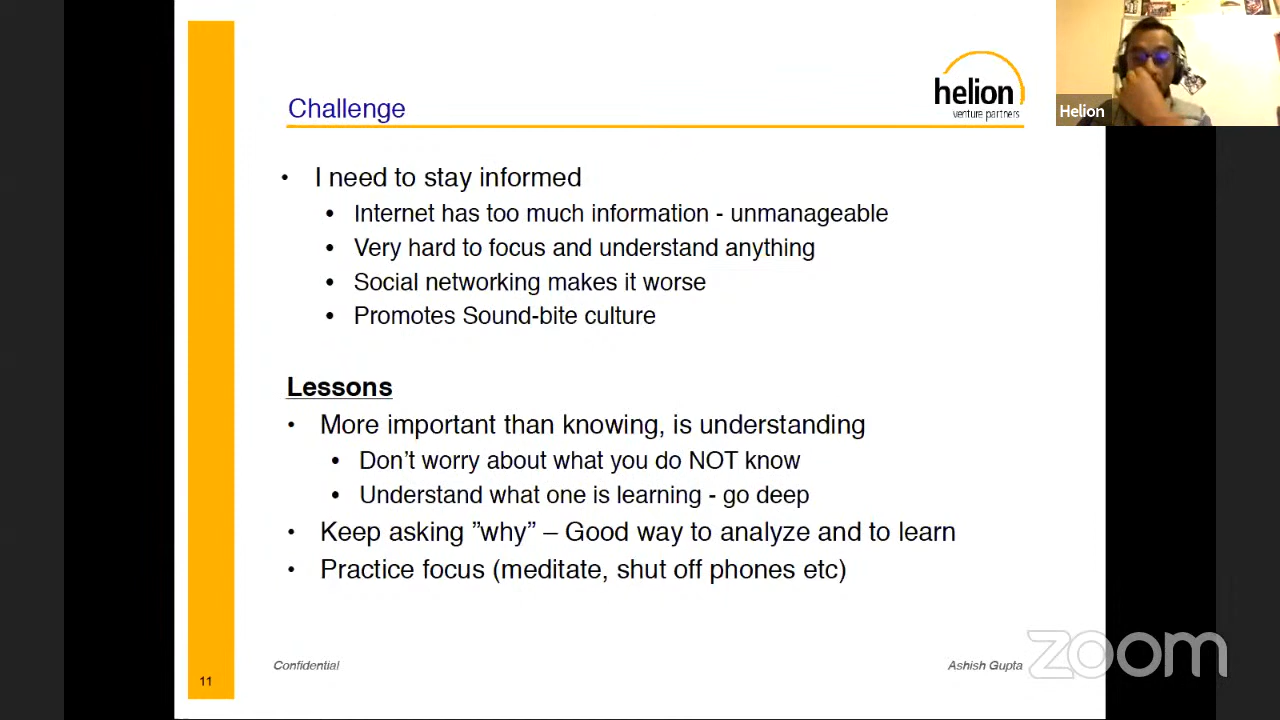 helion
venture partners
Helion
Challenge
• I need to stay informed
• Internet has too much information - unmanageable
• Very hard to focus and understand anything
• Social networking makes it worse
• Promotes Sound-bite culture
Lessons
• More important than knowing, is understanding
• Don’t worry about what you do NOT know
• Understand what one is learning - go deep
• Keep asking ”why” – Good way to analyze and to learn
• Practice focus (meditate, shut off phones etc)
Confidential
Ashish Gupta
zoom
11